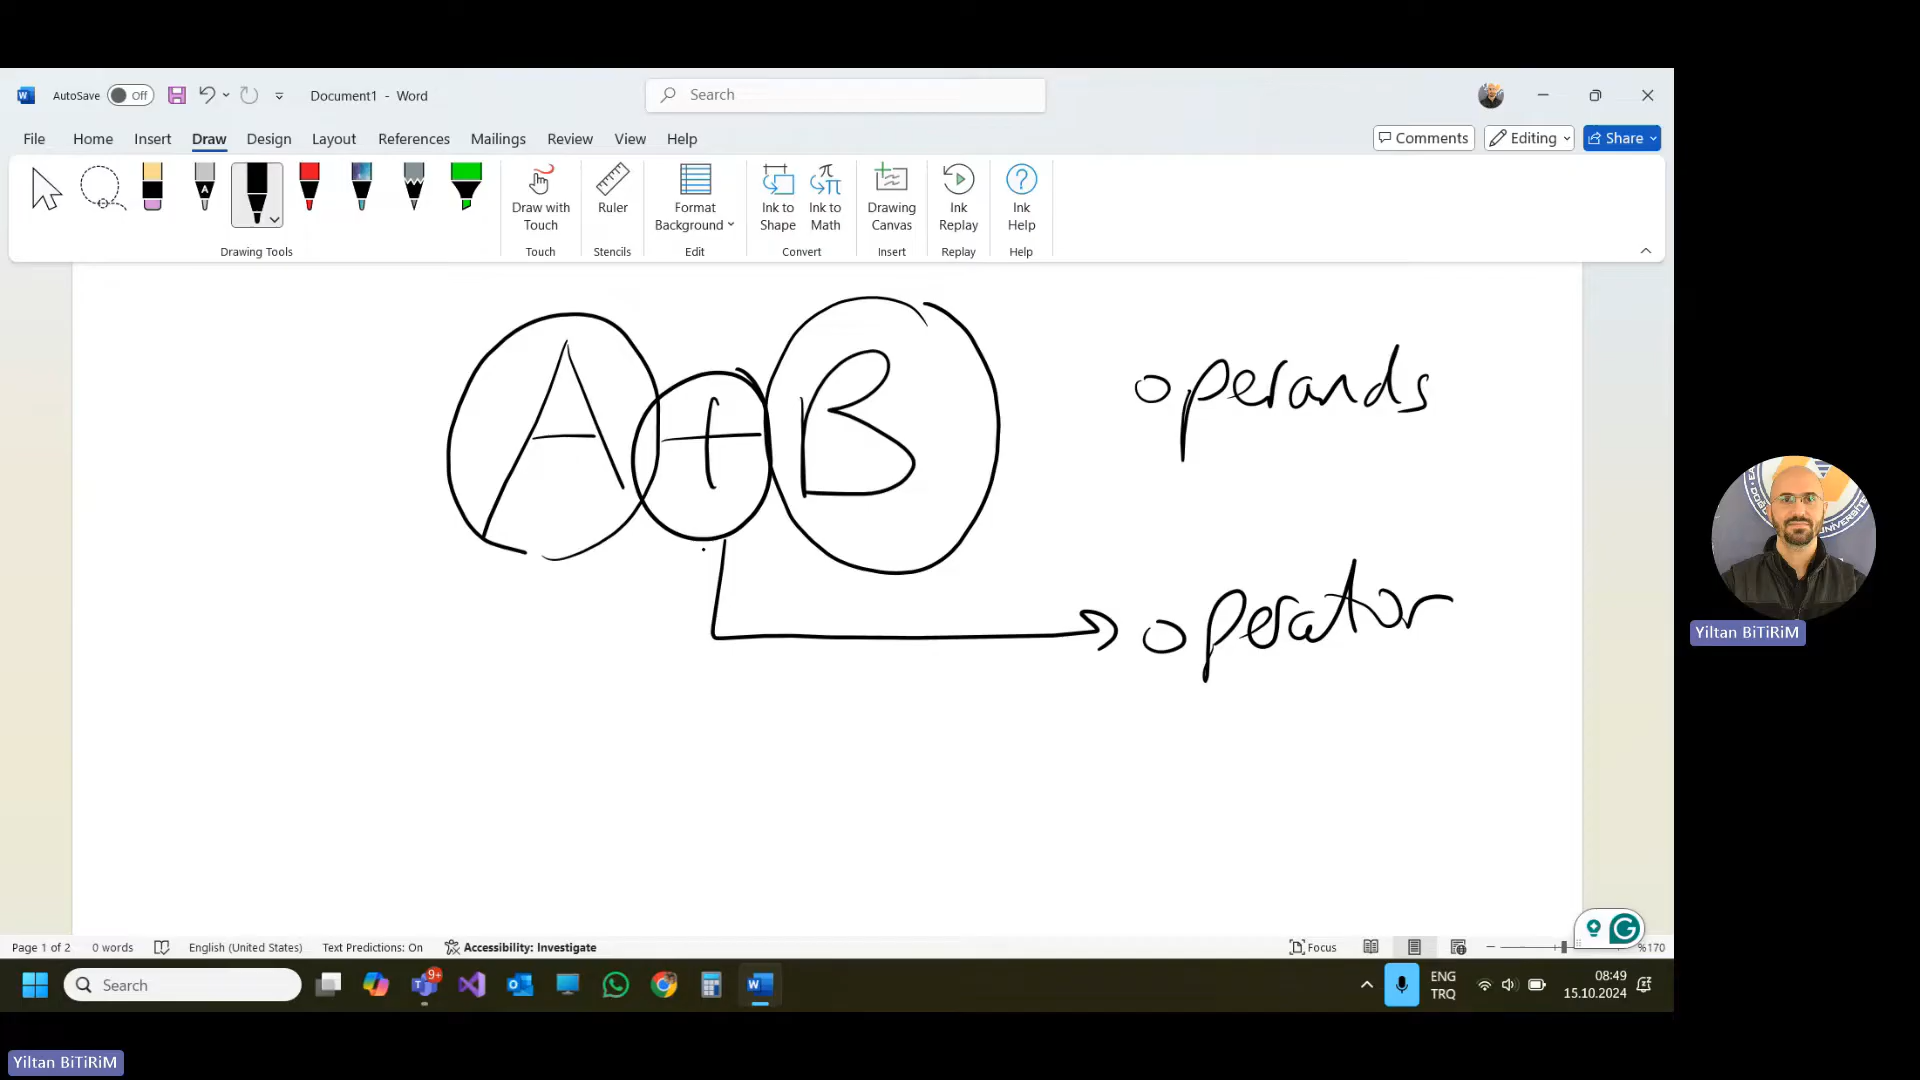 AutoSave Off Document1 - Word Search
File Home Insert Draw Design Layout References Mailings Review View Help Comments Editing Share
A
Draw with Touch Ruler Format Background Ink to Shape Ink to Math Drawing Canvas Ink Replay Ink Help
Drawing Tools Touch Stencils Edit Convert Insert Replay Help
A + B operands
operator
Yiltan BiTiRiM
Page 1 of 2 0 words English (United States) Text Predictions: On Accessibility: Investigate Focus %170
Search 9+ ENG TRQ 08:49 15.10.2024
Yiltan BiTiRiM